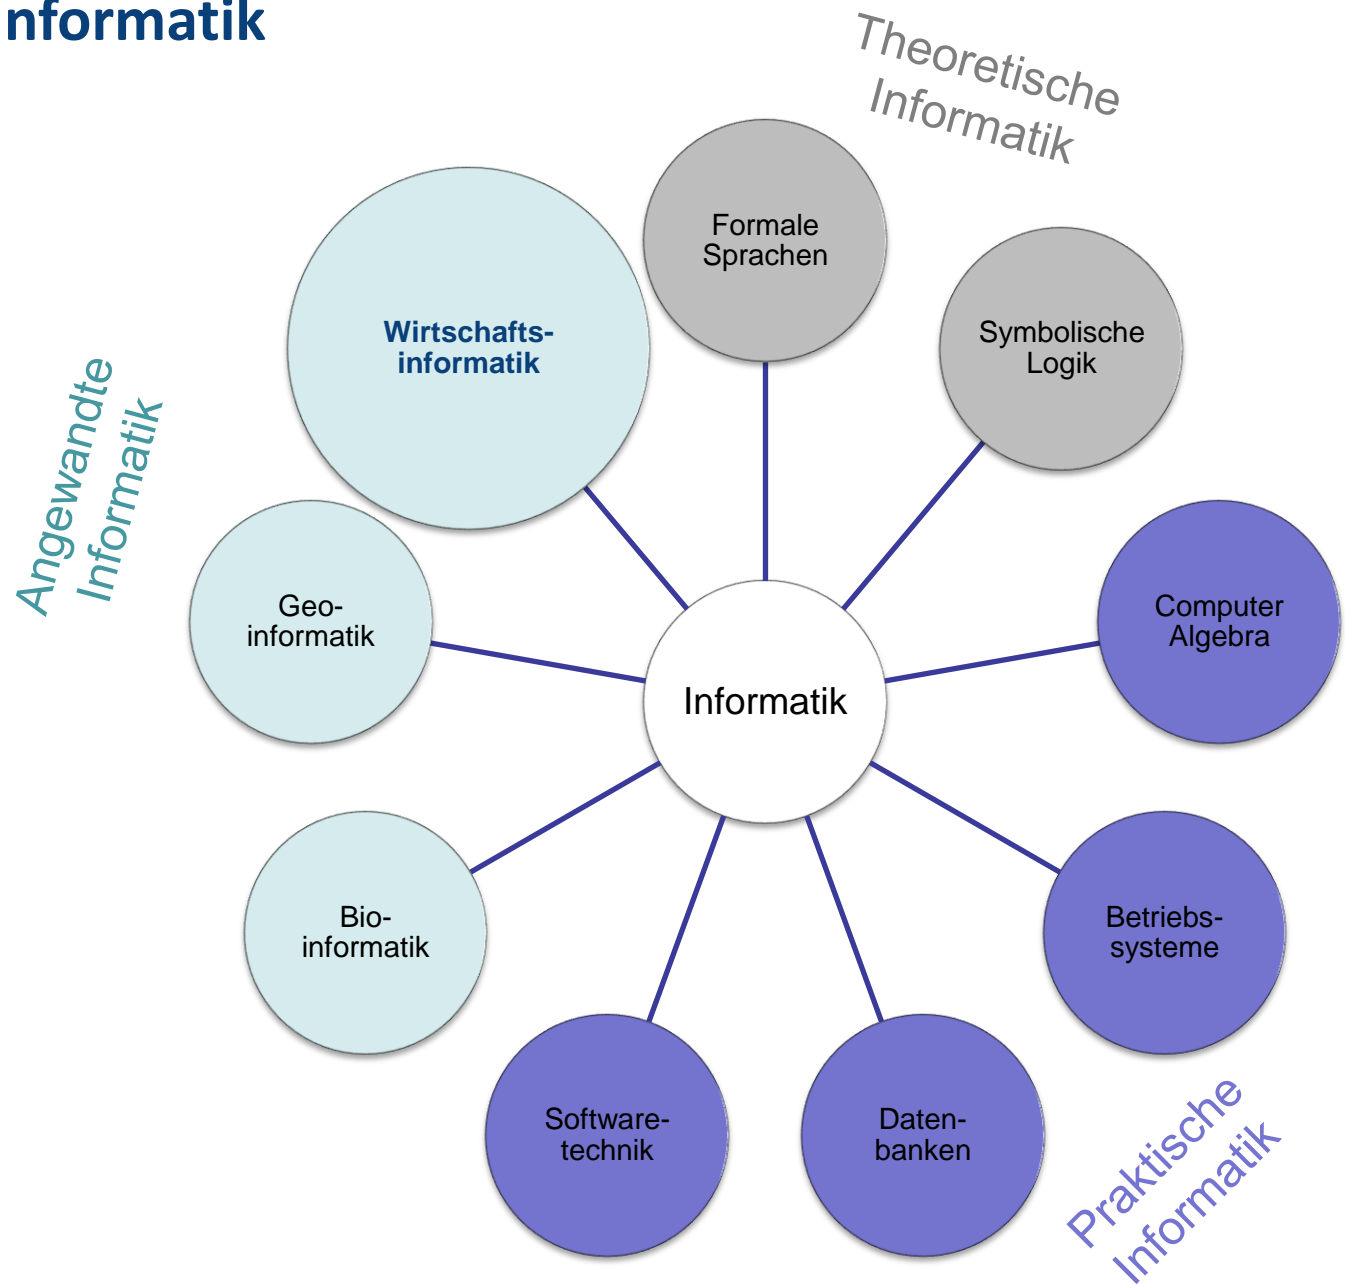 nformatik
Theoretische
Informatik
Formale
Sprachen
Symbolische
Logik
Wirtschafts-
informatik
Angewandte
Informatik
Geo-
informatik
Computer
Algebra
Informatik
Bio-
informatik
Betriebs-
systeme
Software-
technik
Daten-
banken
Praktische
Informatik